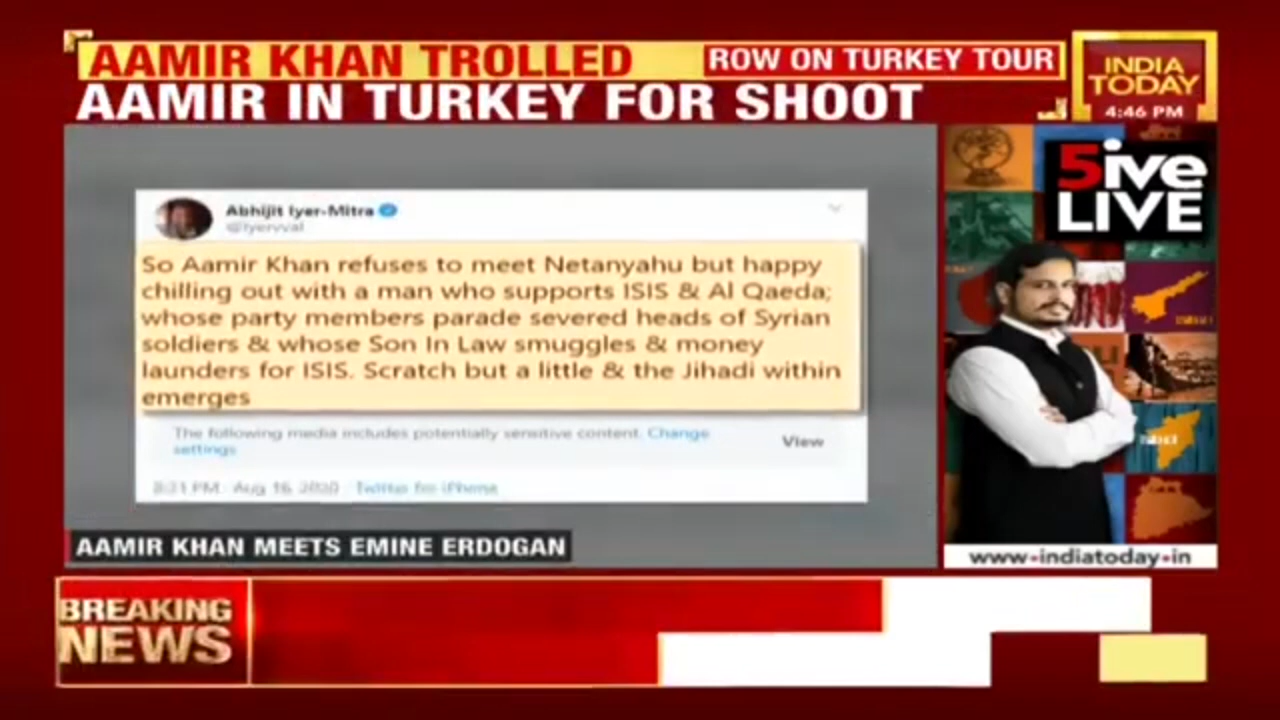 AAMIR KHAN TROLLED
ROW ON TURKEY TOUR
AAMIR IN TURKEY FOR SHOOT
INDIA
TODAY
4:46 PM
5ive
LIVE
Abhijit Iyer-Mitra
@Iyervval
So Aamir Khan refuses to meet Netanyahu but happy
chilling out with a man who supports ISIS & Al Qaeda;
whose party members parade severed heads of Syrian
soldiers & whose Son In Law smuggles & money
launders for ISIS. Scratch but a little & the Jihadi within
emerges
The following media includes potentially sensitive content. Change
settings
View
8:31 PM · Aug 16, 2020 · Twitter for iPhone
AAMIR KHAN MEETS EMINE ERDOGAN
www•indiatoday•in
BREAKING
NEWS